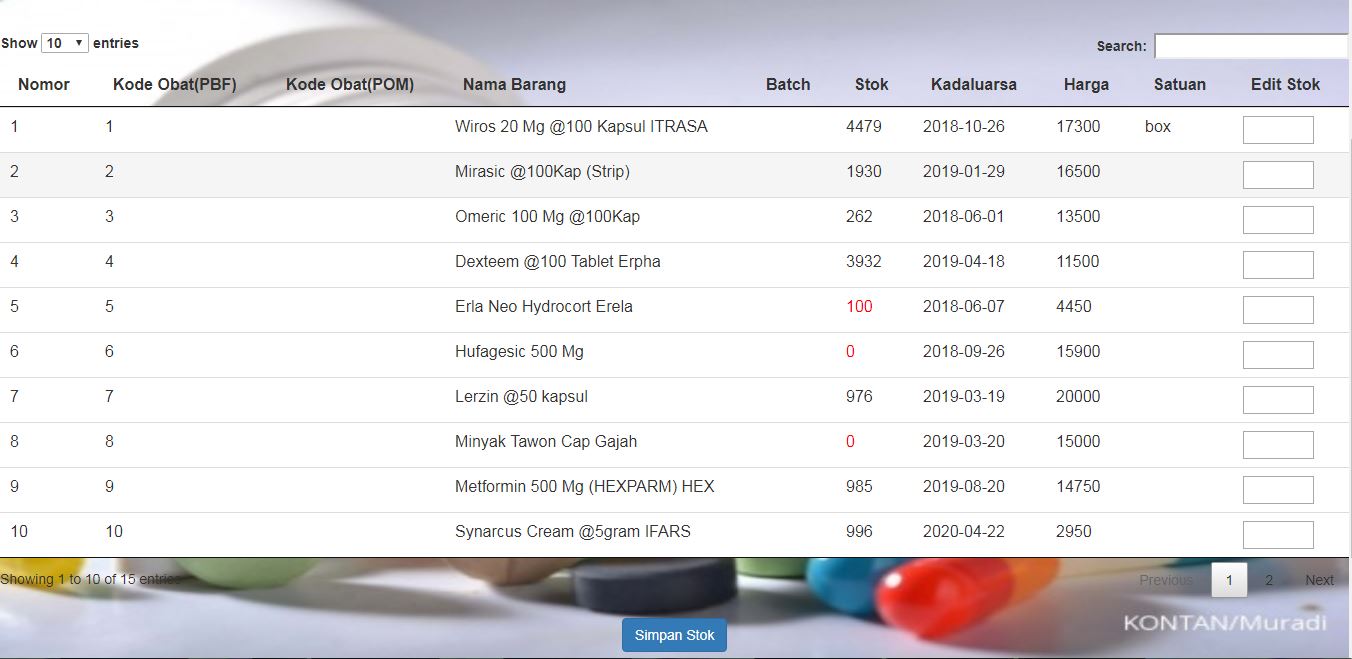 Show 10 entries Search:
Nomor Kode Obat(PBF) Kode Obat(POM) Nama Barang Batch Stok Kadaluarsa Harga Satuan Edit Stok
1 1 Wiros 20 Mg @100 Kapsul ITRASA 4479 2018-10-26 17300 box
2 2 Mirasic @100Kap (Strip) 1930 2019-01-29 16500
3 3 Omeric 100 Mg @100Kap 262 2018-06-01 13500
4 4 Dexteem @100 Tablet Erpha 3932 2019-04-18 11500
5 5 Erla Neo Hydrocort Erela 100 2018-06-07 4450
6 6 Hufagesic 500 Mg 0 2018-09-26 15900
7 7 Lerzin @50 kapsul 976 2019-03-19 20000
8 8 Minyak Tawon Cap Gajah 0 2019-03-20 15000
9 9 Metformin 500 Mg (HEXPARM) HEX 985 2019-08-20 14750
10 10 Synarcus Cream @5gram IFARS 996 2020-04-22 2950
Showing 1 to 10 of 15 entries Previous 1 2 Next
KONTAN/Muradi
Simpan Stok